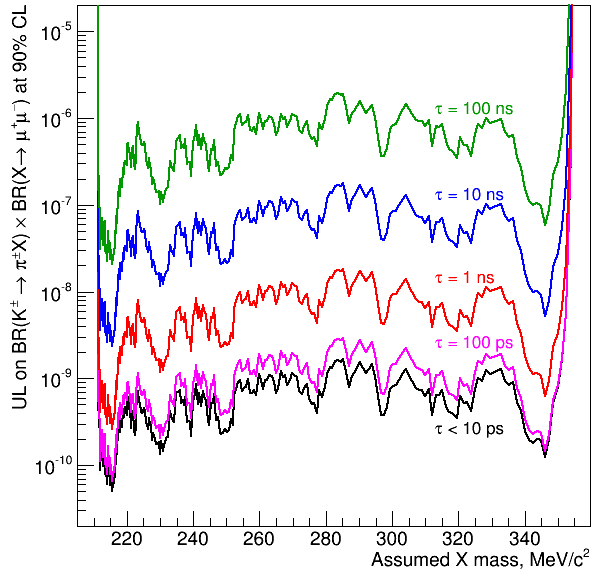 UL on BR(K± → π±X) × BR(X→ μ+μ-) at 90% CL
10-5
10-6
10-7
10-8
10-9
10-10
τ = 100 ns
τ = 10 ns
τ = 1 ns
τ = 100 ps
τ < 10 ps
220 240 260 280 300 320 340
Assumed X mass, MeV/c2